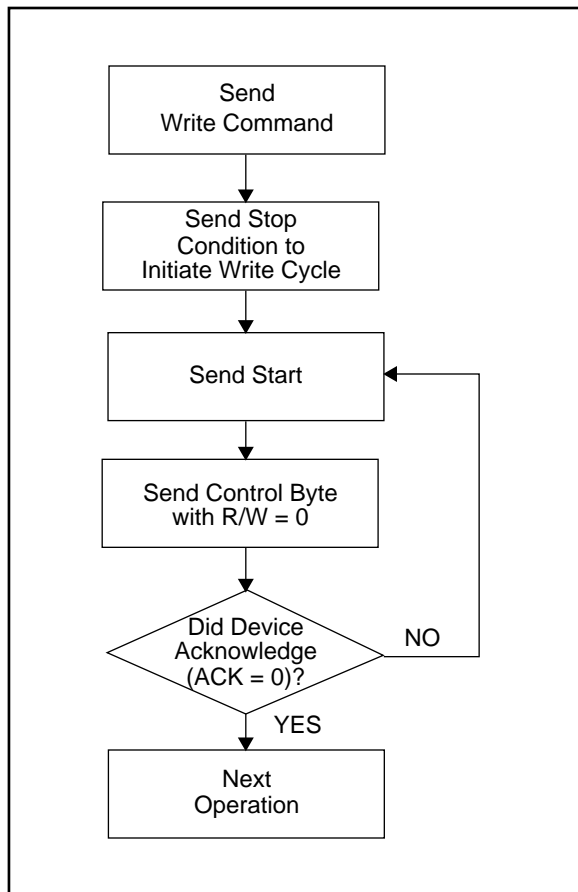 Send
Write Command
Send Stop
Condition to
Initiate Write Cycle
Send Start
Send Control Byte
with R/W = 0
Did Device
Acknowledge
(ACK = 0)?
NO
YES
Next
Operation